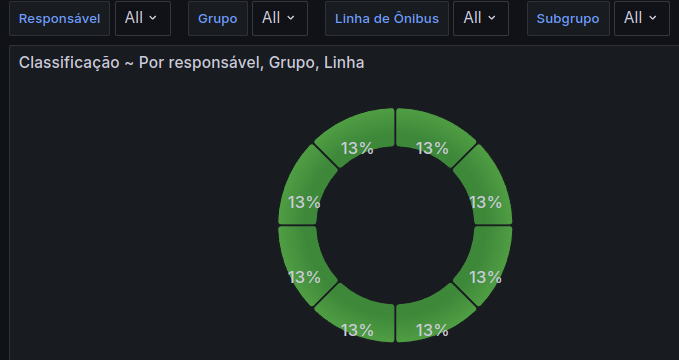 Responsável All Grupo All Linha de Ônibus All Subgrupo All
Classificação ~ Por responsável, Grupo, Linha
13% 13%
13% 13%
13% 13%
13% 13%